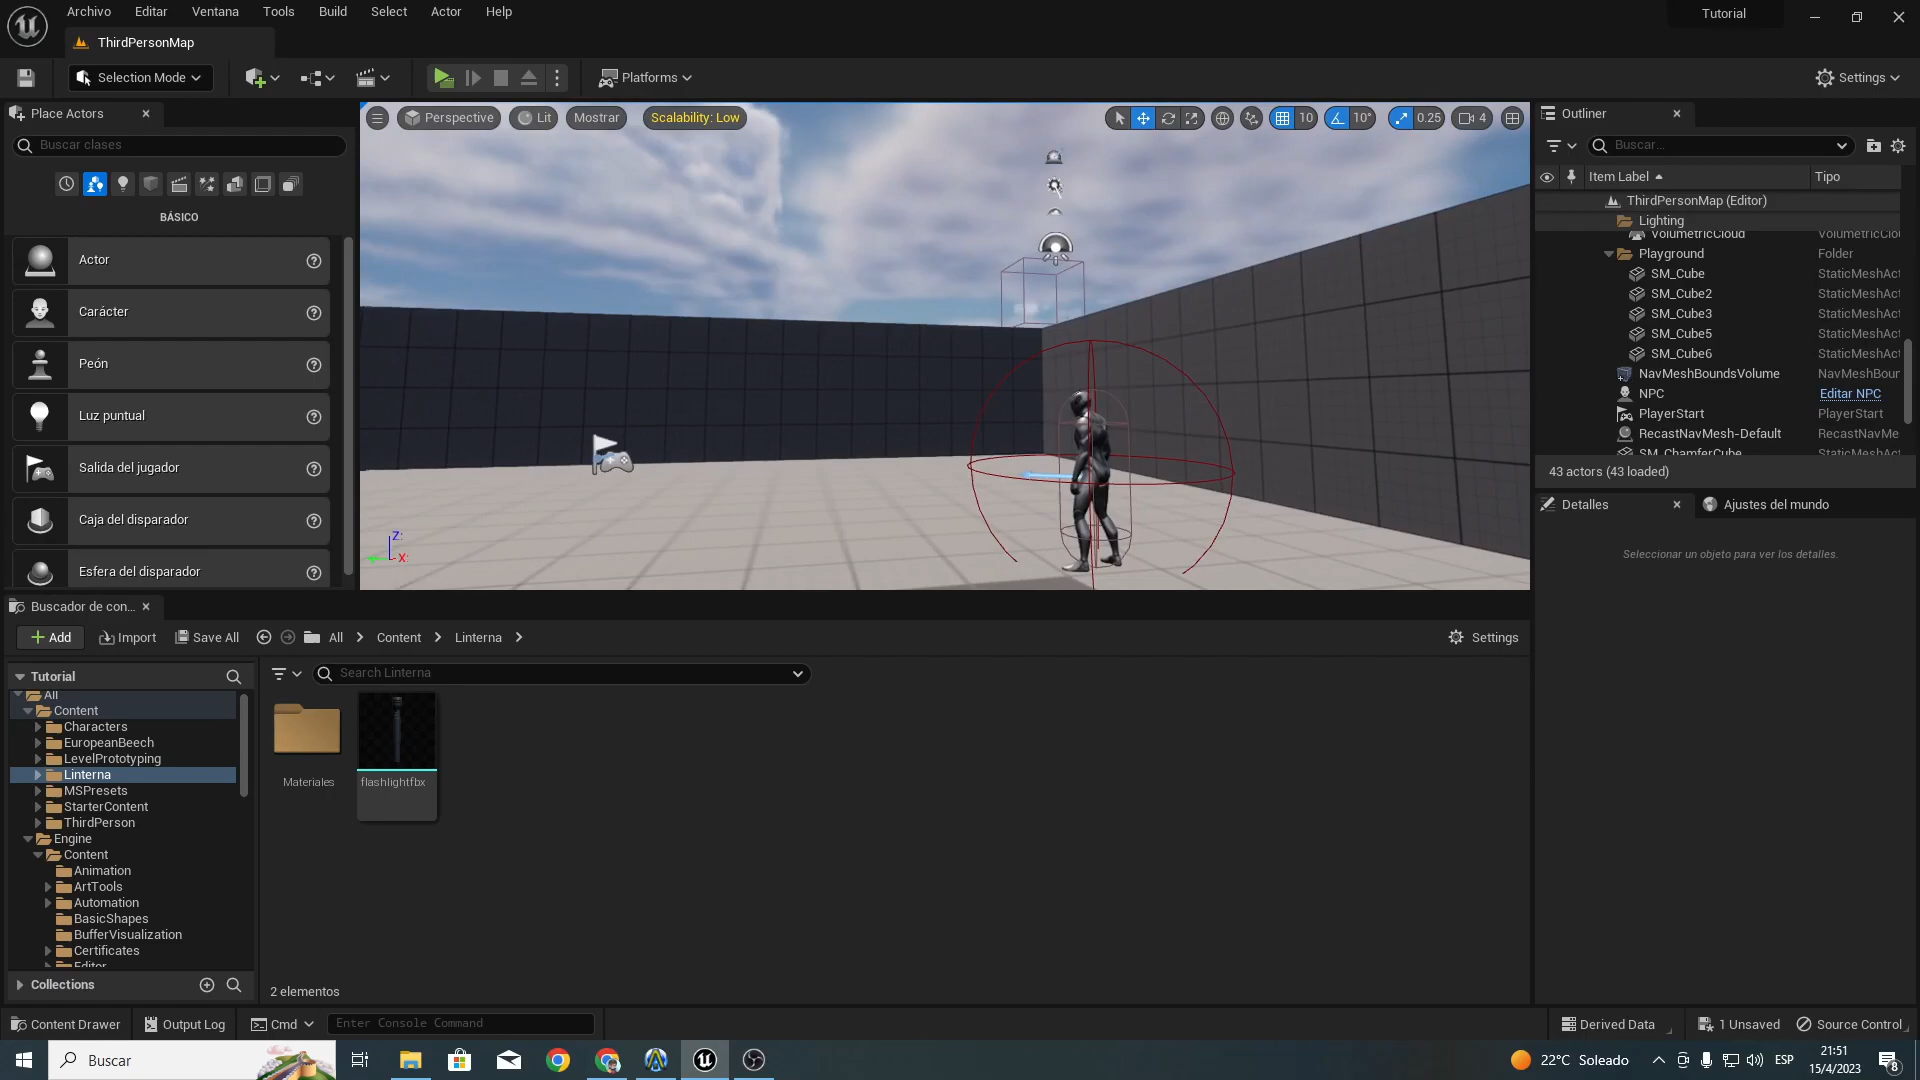 Archivo Editar Ventana Tools Build Select Actor Help
Tutorial
ThirdPersonMap
Selection Mode
Platforms
Settings
Place Actors
Buscar clases
BÁSICO
Actor
Carácter
Peón
Luz puntual
Salida del jugador
Caja del disparador
Esfera del disparador
Perspective Lit Mostrar Scalability: Low
10 10° 0.25 4
Z:
X:
Outliner
Buscar...
Item Label Tipo
ThirdPersonMap (Editor)
Lighting
VolumetricCloud VolumetricClou
Playground Folder
SM_Cube StaticMeshAct
SM_Cube2 StaticMeshAct
SM_Cube3 StaticMeshAct
SM_Cube5 StaticMeshAct
SM_Cube6 StaticMeshAct
NavMeshBoundsVolume NavMeshBoun
NPC Editar NPC
PlayerStart PlayerStart
RecastNavMesh-Default RecastNavMe
SM_ChamferCube StaticMeshAct
43 actors (43 loaded)
Detalles Ajustes del mundo
Seleccionar un objeto para ver los detalles.
Buscador de con...
Add Import Save All All Content Linterna
Settings
Tutorial
Search Linterna
All
Content
Characters
EuropeanBeech
LevelPrototyping
Linterna
MSPresets
StarterContent
ThirdPerson
Engine
Content
Animation
ArtTools
Automation
BasicShapes
BufferVisualization
Certificates
Editor
Collections
Materiales
flashlightfbx
2 elementos
Content Drawer Output Log Cmd Enter Console Command
Derived Data 1 Unsaved Source Control
Buscar
22°C Soleado
ESP
21:51
15/4/2023
8